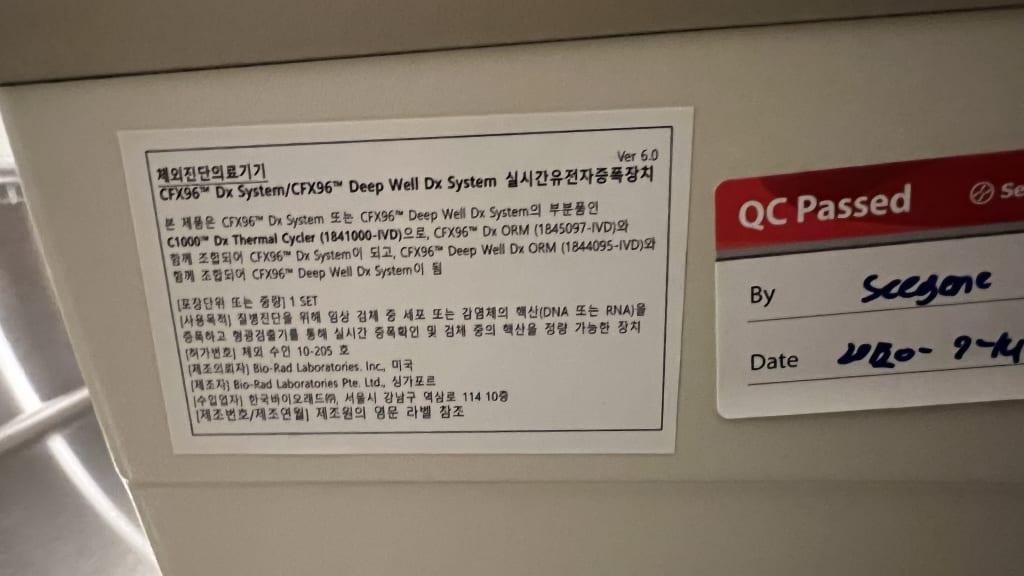 체외진단의료기기
Ver 6.0
CFX96™ Dx System/CFX96™ Deep Well Dx System 실시간유전자증폭장치
본 제품은 CFX96™ Dx System 또는 CFX96™ Deep Well Dx System의 부분품인
C1000™ Dx Thermal Cycler (1841000-IVD)으로, CFX96™ Dx ORM (1845097-IVD)와
함께 조합되어 CFX96™ Dx System이 되고, CFX96™ Deep Well Dx ORM (1844095-IVD)와
함께 조합되어 CFX96™ Deep Well Dx System이 됨
[포장단위 또는 중량] 1 SET
[사용목적] 질병진단을 위해 임상 검체 중 세포 또는 감염체의 핵산(DNA 또는 RNA)을
증폭하고 형광검출기를 통해 실시간 증폭확인 및 검체 중의 핵산을 정량 가능한 장치
[허가번호] 체외 수인 10-205 호
[제조의뢰자] Bio-Rad Laboratories. Inc., 미국
[제조자] Bio-Rad Laboratories Pte. Ltd., 싱가포르
[수입업자] 한국바이오래드㈜, 서울시 강남구 역삼로 114 10층
[제조번호/제조연월] 제조원의 영문 라벨 참조
QC Passed
Se
By Seegene
Date 2020-9-14